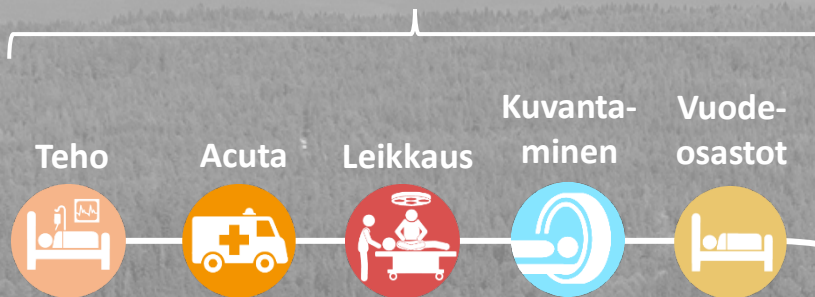 Teho
Acuta
Leikkaus
Kuvanta-
minen
Vuode-
osastot